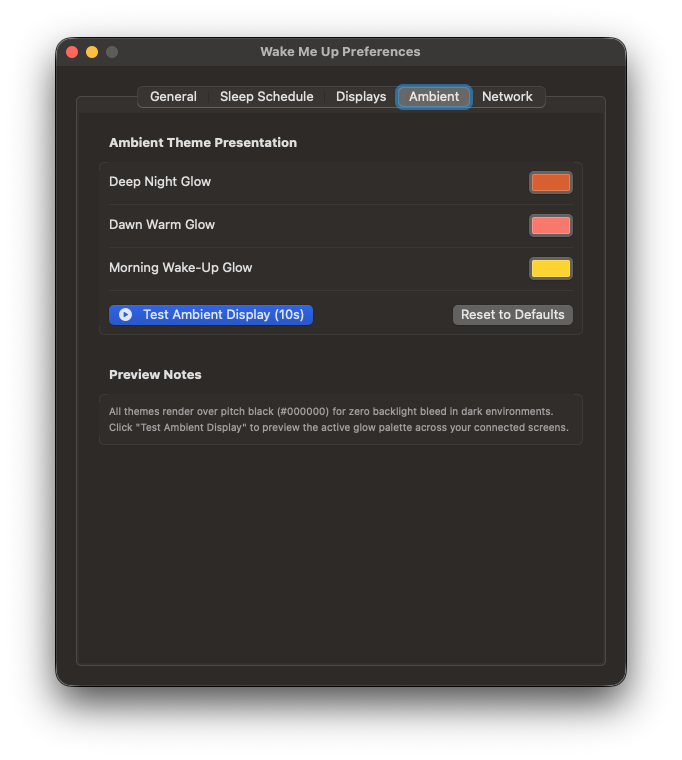 Wake Me Up Preferences
General Sleep Schedule Displays Ambient Network
Ambient Theme Presentation
Deep Night Glow
Dawn Warm Glow
Morning Wake-Up Glow
Test Ambient Display (10s) Reset to Defaults
Preview Notes
All themes render over pitch black (#000000) for zero backlight bleed in dark environments.
Click "Test Ambient Display" to preview the active glow palette across your connected screens.